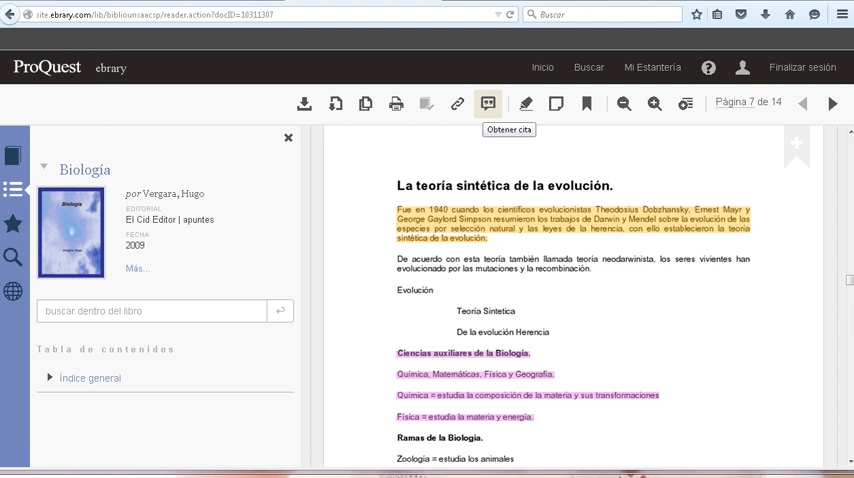 site.ebrary.com/lib/bibliounsaacsp/reader.action?docID=10311307
Buscar
ProQuest ebrary
Inicio Buscar Mi Estantería ? Finalizar sesión
Página 7 de 14
Obtener cita
Biología
por Vergara, Hugo
EDITORIAL
El Cid Editor | apuntes
FECHA
2009
Más...
Biología
buscar dentro del libro
Tabla de contenidos
Índice general
La teoría sintética de la evolución.
Fue en 1940 cuando los científicos evolucionistas Theodosius Dobzhansky, Ernest Mayr y
George Gaylord Simpson resumieron los trabajos de Darwin y Mendel sobre la evolución de las
especies por selección natural y las leyes de la herencia, con ello establecieron la teoría
sintética de la evolución.
De acuerdo con esta teoría también llamada teoría neodarwinista, los seres vivientes han
evolucionado por las mutaciones y la recombinación.
Evolución
Teoría Sintetica
De la evolución Herencia
Ciencias auxiliares de la Biología.
Química, Matemáticas, Física y Geografía.
Química = estudia la composición de la materia y sus transformaciones
Física = estudia la materia y energía.
Ramas de la Biología.
Zoología = estudia los animales